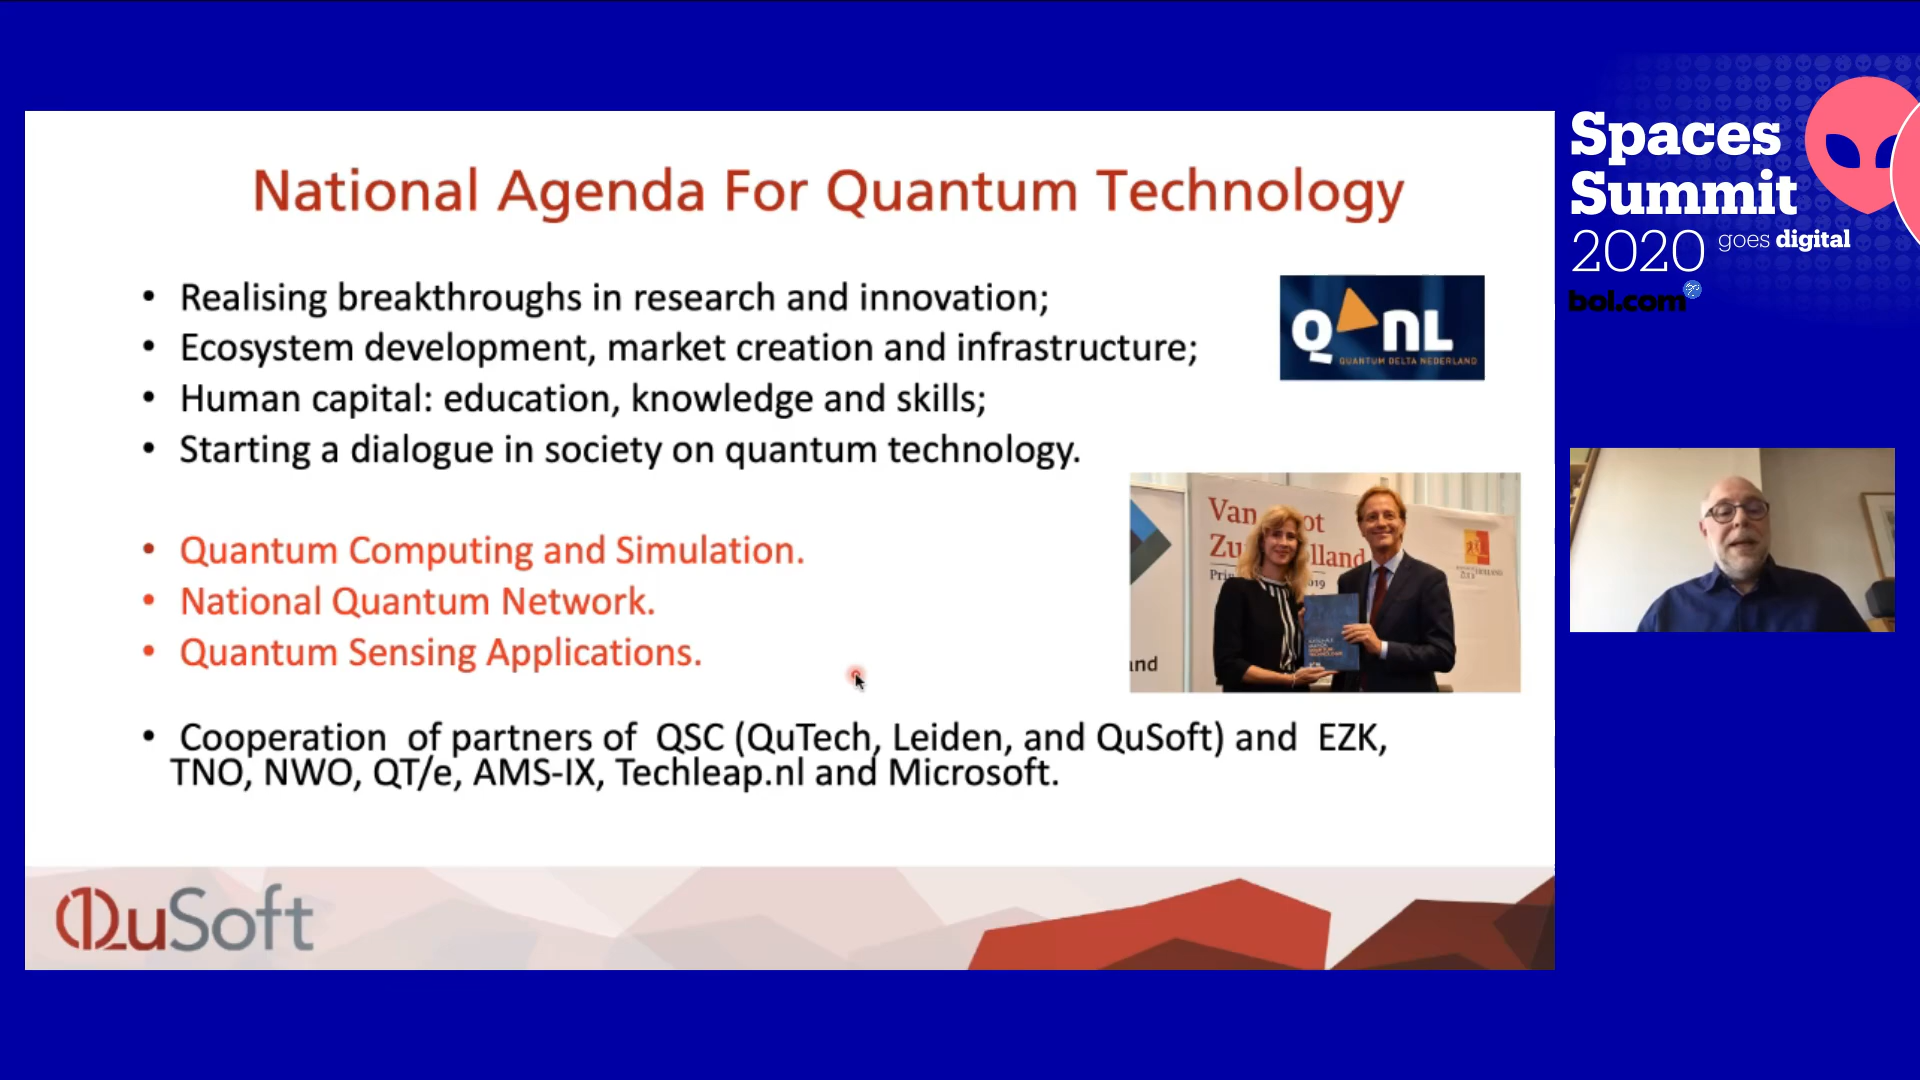 National Agenda For Quantum Technology
• Realising breakthroughs in research and innovation;
• Ecosystem development, market creation and infrastructure;
• Human capital: education, knowledge and skills;
• Starting a dialogue in society on quantum technology.
• Quantum Computing and Simulation.
• National Quantum Network.
• Quantum Sensing Applications.
• Cooperation of partners of QSC (QuTech, Leiden, and QuSoft) and EZK,
TNO, NWO, QT/e, AMS-IX, Techleap.nl and Microsoft.
QuSoft
QΔNL
QUANTUM DELTA NEDERLAND
Van ot
Zu lland
Pri 019
and
Spaces
Summit
2020 goes digital
bol.com